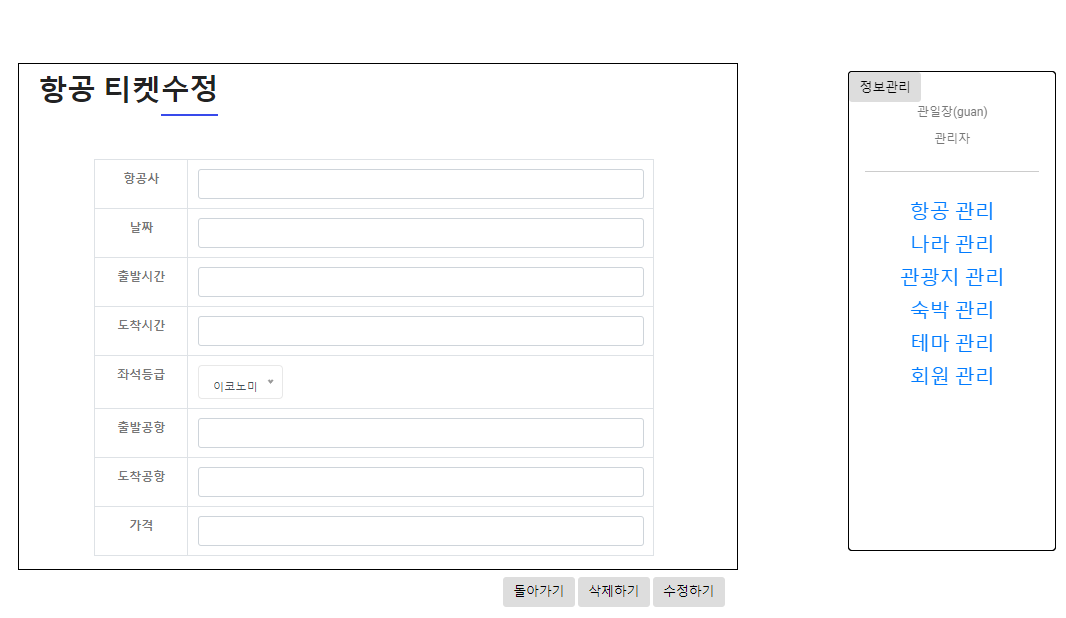 항공 티켓수정
항공사
날짜
출발시간
도착시간
좌석등급
이코노미
출발공항
도착공항
가격
돌아가기
삭제하기
수정하기
정보관리
관일장(guan)
관리자
항공 관리
나라 관리
관광지 관리
숙박 관리
테마 관리
회원 관리